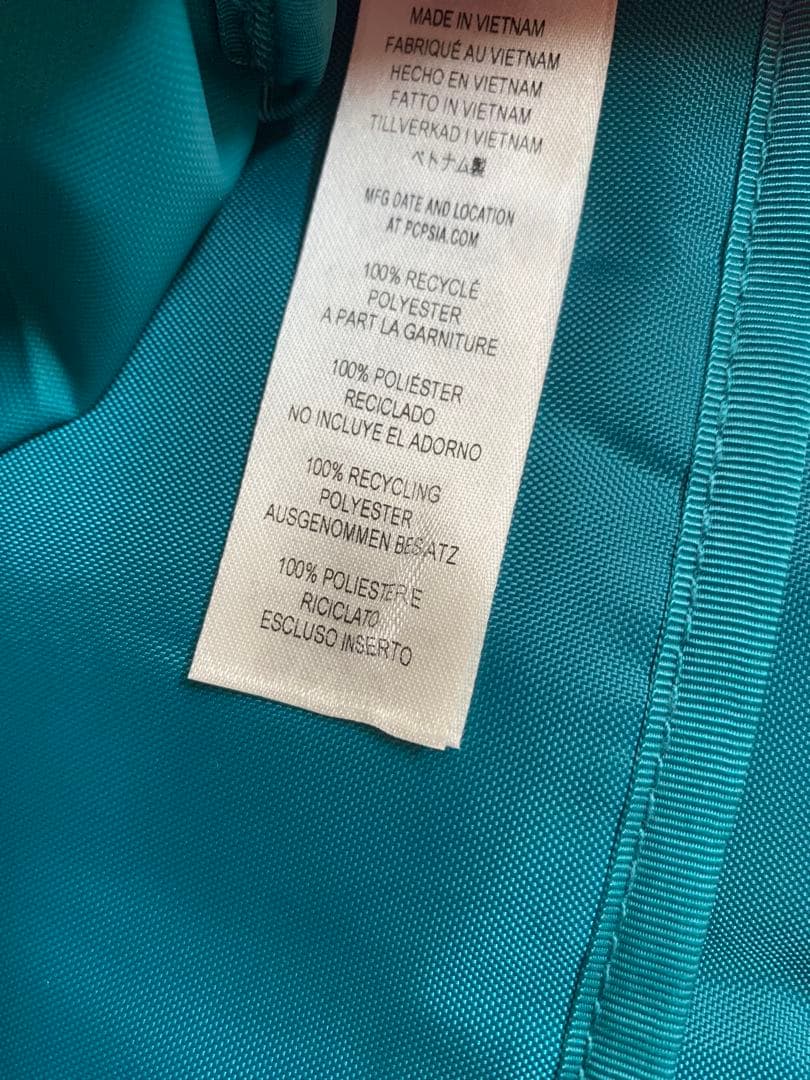 MADE IN VIETNAM
FABRIQUÉ AU VIETNAM
HECHO EN VIETNAM
FATTO IN VIETNAM
TILLVERKAD I VIETNAM
ベトナム製
MFG DATE AND LOCATION
AT PCPSIA.COM
100% RECYCLÉ
POLYESTER
A PART LA GARNITURE
100% POLIÉSTER
RECICLADO
NO INCLUYE EL ADORNO
100% RECYCLING
POLYESTER
AUSGENOMMEN BESATZ
100% POLIESTERE
RICICLATO
ESCLUSO INSERTO